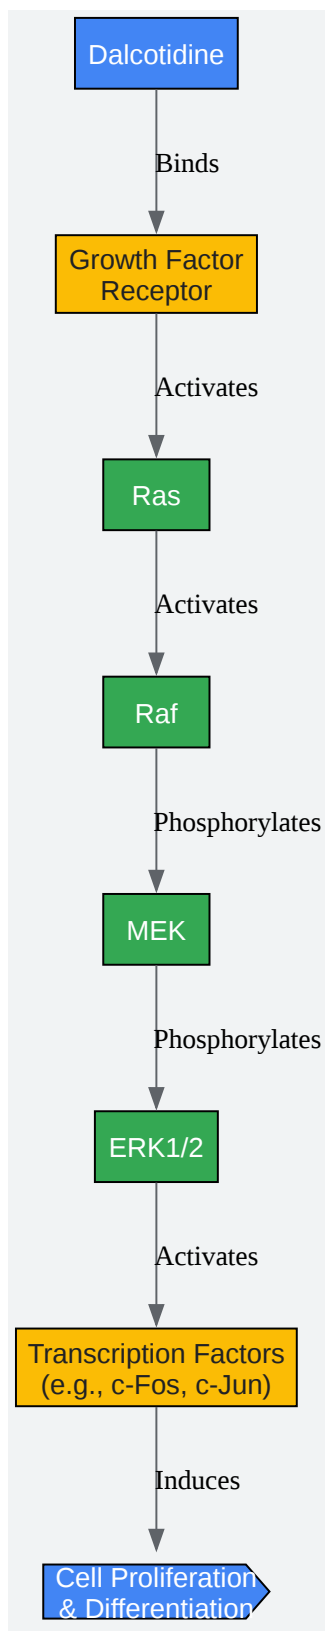 Dalcotidine
Binds
Growth Factor
Receptor
Activates
Ras
Activates
Raf
Phosphorylates
MEK
Phosphorylates
ERK1/2
Activates
Transcription Factors
(e.g., c-Fos, c-Jun)
Induces
Cell Proliferation
& Differentiation